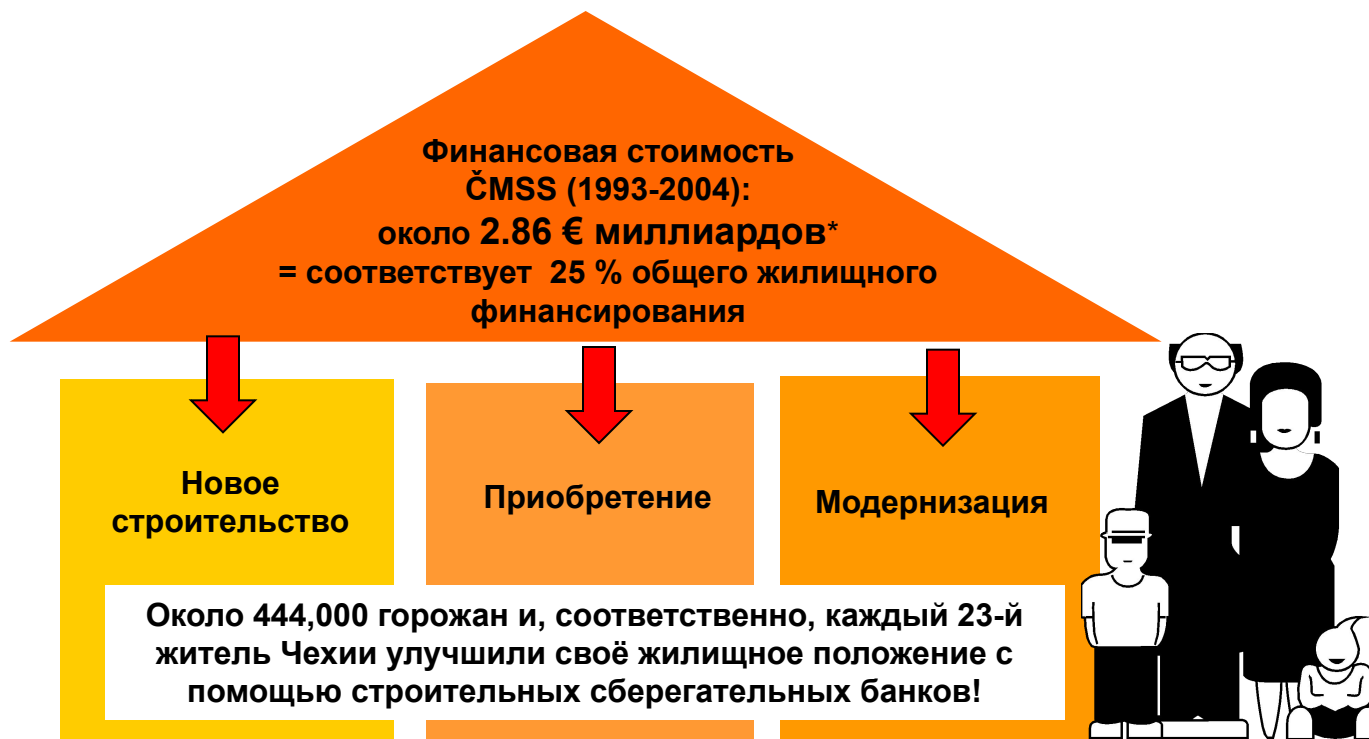 Финансовая стоимость
ČMSS (1993-2004):
около 2.86 € миллиардов*
= соответствует 25 % общего жилищного
финансирования
Новое
строительство
Приобретение
Модернизация
Около 444,000 горожан и, соответственно, каждый 23-й
житель Чехии улучшили своё жилищное положение с
помощью строительных сберегательных банков!